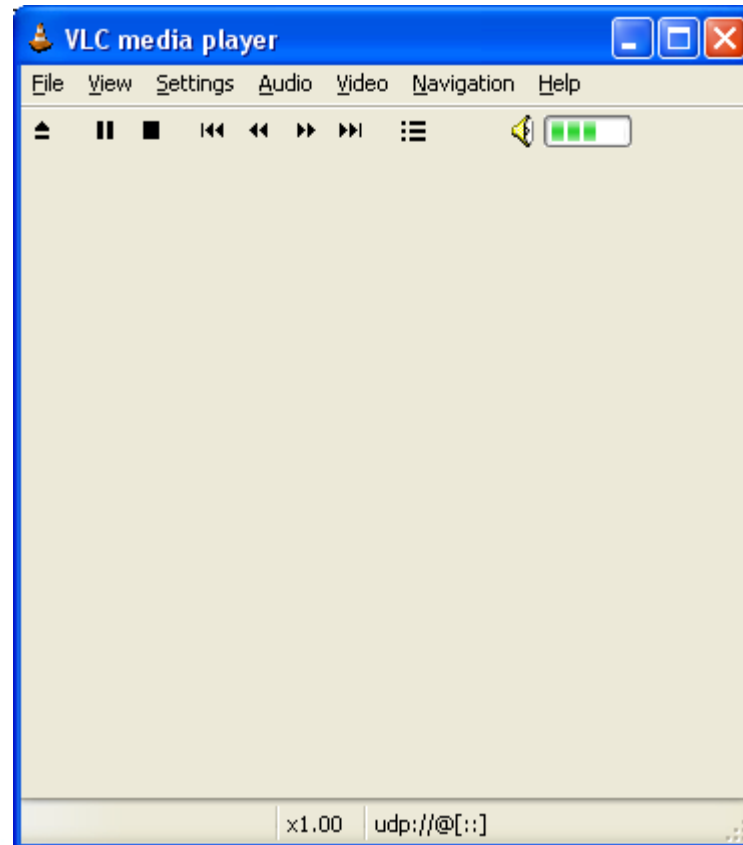 VLC media player
File View Settings Audio Video Navigation Help
x1.00 udp://@[::]